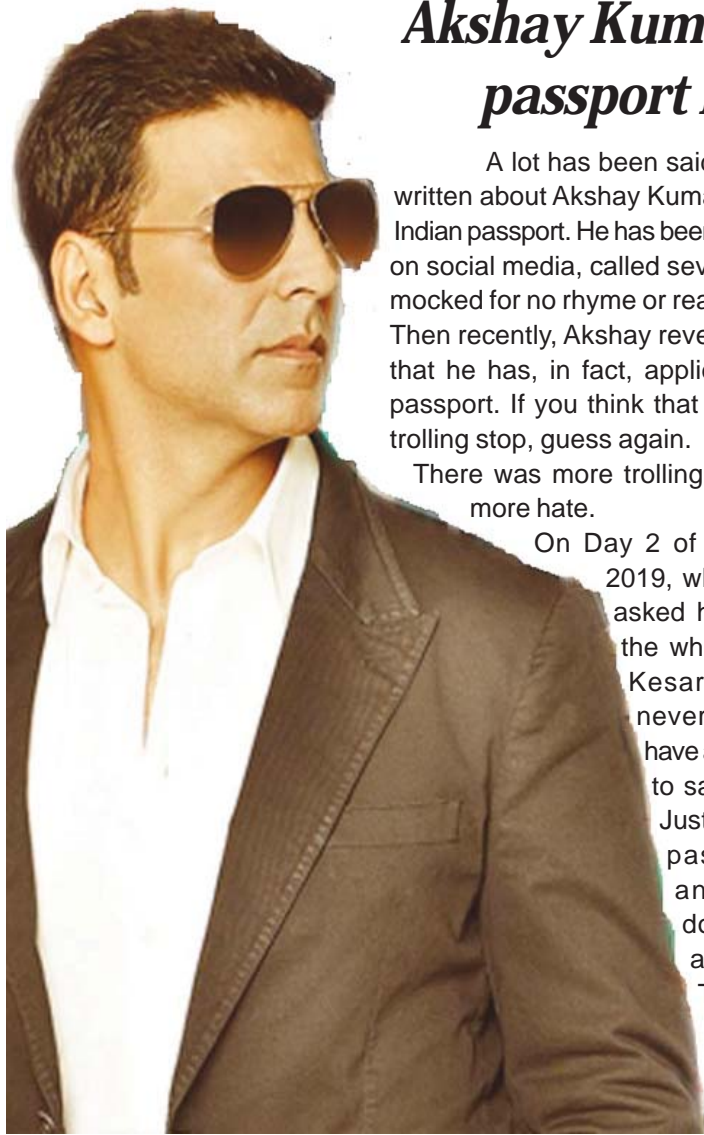 Akshay Kum
passport
A lot has been said
written about Akshay Kuma
Indian passport. He has been
on social media, called sev
mocked for no rhyme or rea
Then recently, Akshay reve
that he has, in fact, applie
passport. If you think that
trolling stop, guess again.
There was more trolling
more hate.
On Day 2 of
2019, wh
asked h
the wh
Kesar
never
have
to sa
Just
pas
an
do
a